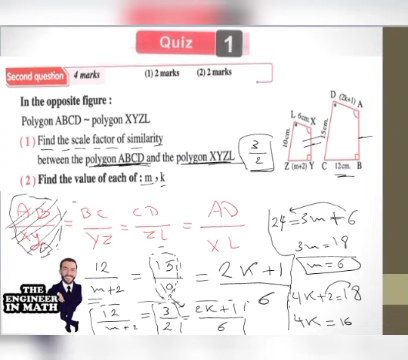 Quiz 1
Second question 4 marks (1) 2 marks (2) 2 marks
In the opposite figure :
Polygon ABCD ~ polygon XYZL
(1) Find the scale factor of similarity
between the polygon ABCD and the polygon XYZL
3/2
(2) Find the value of each of : m , k
D (2k+1) A
L 6cm. X
10cm.
15cm.
Z (m+2) Y C 12cm. B
= BC/YZ = CD/ZL = AD/XL
12/m+2 = 15/10 = 2K+1/6
12/m+2 = 3/2 = 2K+1/6
24 = 3m+6
3m = 18
m = 6
4K+2 = 18
4K = 16
THE
ENGINEER
IN MATH